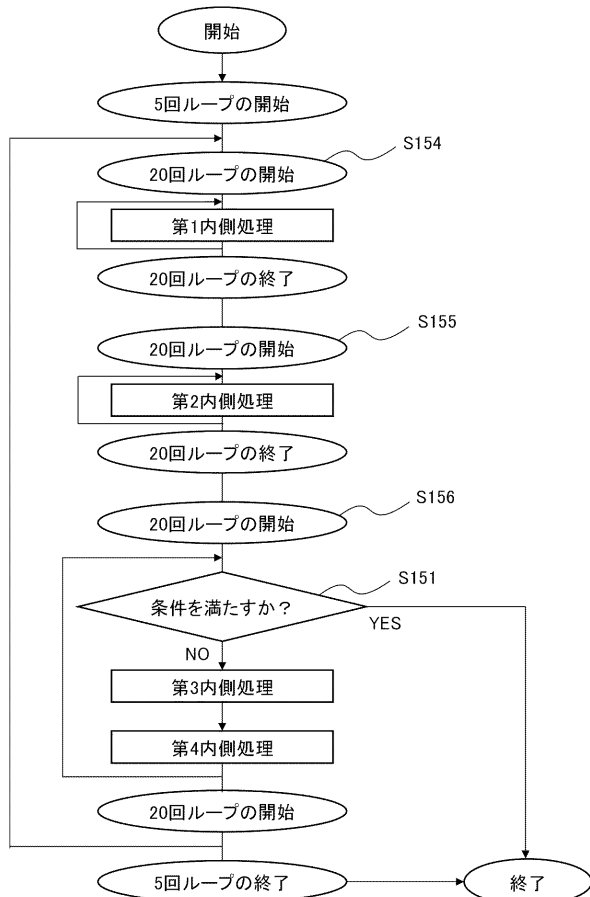 開始
5回ループの開始
S154
20回ループの開始
第1内側処理
20回ループの終了
S155
20回ループの開始
第2内側処理
20回ループの終了
S156
20回ループの開始
S151
条件を満たすか？
YES
NO
第3内側処理
第4内側処理
20回ループの開始
5回ループの終了
終了